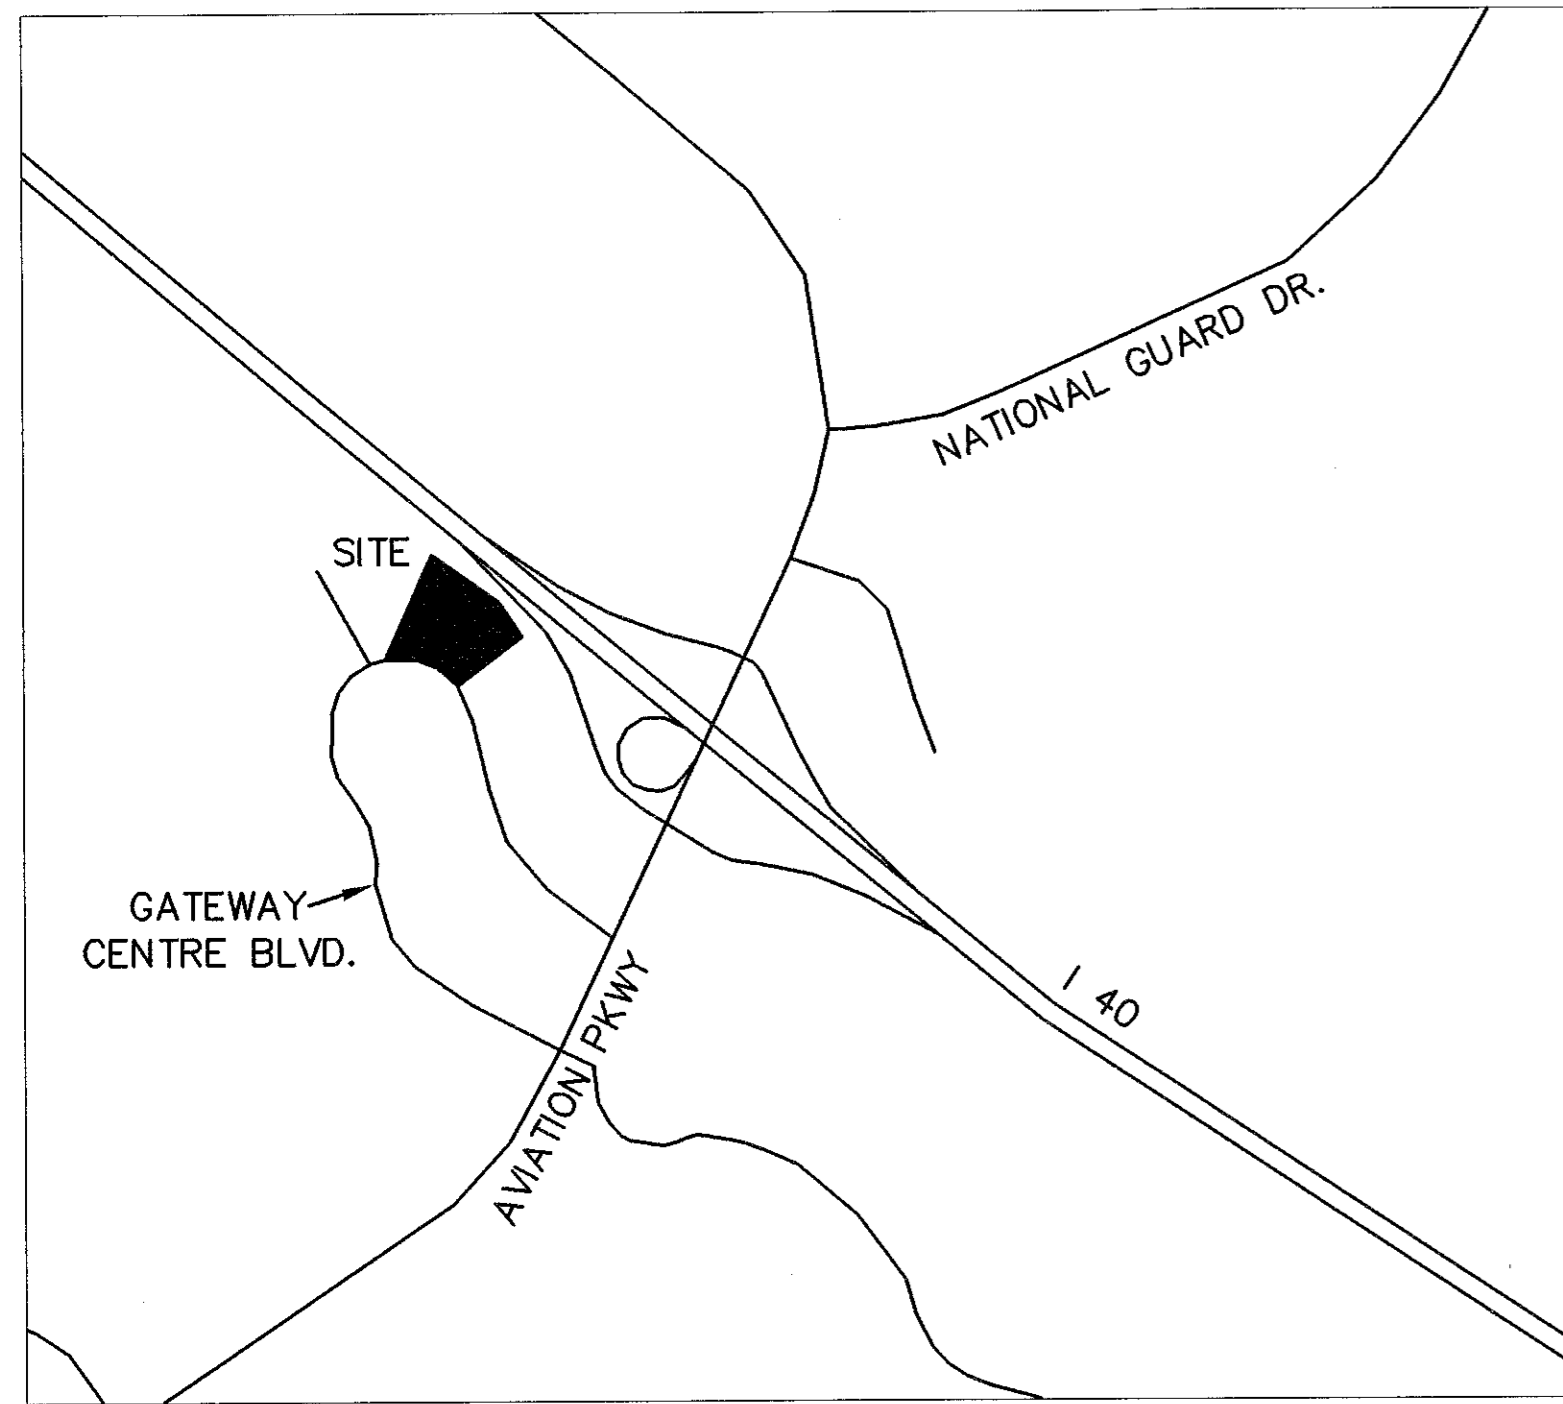 NATIONAL GUARD DR.
SITE
GATEWAY
CENTRE BLVD.
AVIATION PKWY
I 40